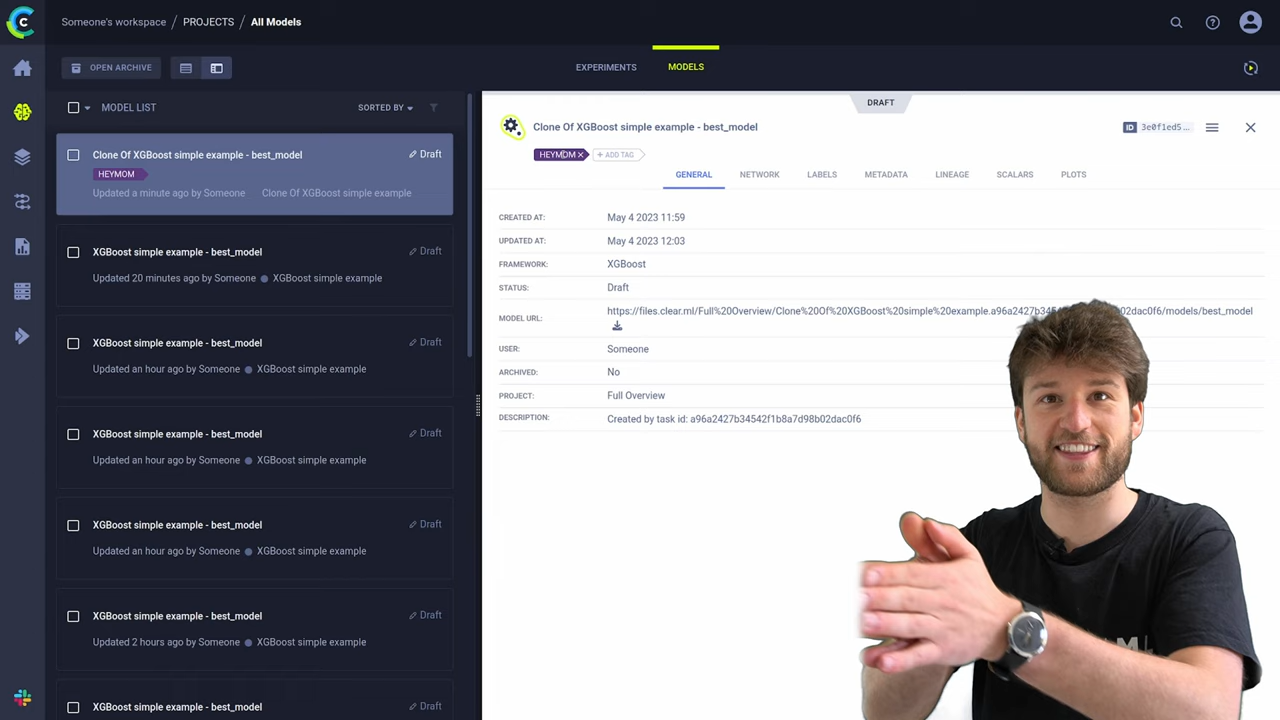 Someone's workspace / PROJECTS / All Models
OPEN ARCHIVE
EXPERIMENTS
MODELS
MODEL LIST
SORTED BY
Clone Of XGBoost simple example - best_model
Draft
HEYMOM
Updated a minute ago by Someone
Clone Of XGBoost simple example
XGBoost simple example - best_model
Draft
Updated 20 minutes ago by Someone
XGBoost simple example
XGBoost simple example - best_model
Draft
Updated an hour ago by Someone
XGBoost simple example
XGBoost simple example - best_model
Draft
Updated an hour ago by Someone
XGBoost simple example
XGBoost simple example - best_model
Draft
Updated an hour ago by Someone
XGBoost simple example
XGBoost simple example - best_model
Draft
Updated 2 hours ago by Someone
XGBoost simple example
XGBoost simple example - best_model
Draft
DRAFT
Clone Of XGBoost simple example - best_model
ID 3e0f1ed5...
HEYMOM
+ ADD TAG
GENERAL
NETWORK
LABELS
METADATA
LINEAGE
SCALARS
PLOTS
CREATED AT: May 4 2023 11:59
UPDATED AT: May 4 2023 12:03
FRAMEWORK: XGBoost
STATUS: Draft
MODEL URL:
USER: Someone
ARCHIVED: No
PROJECT: Full Overview
DESCRIPTION: Created by task id: a96a2427b34542f1b8a7d98b02dac0f6